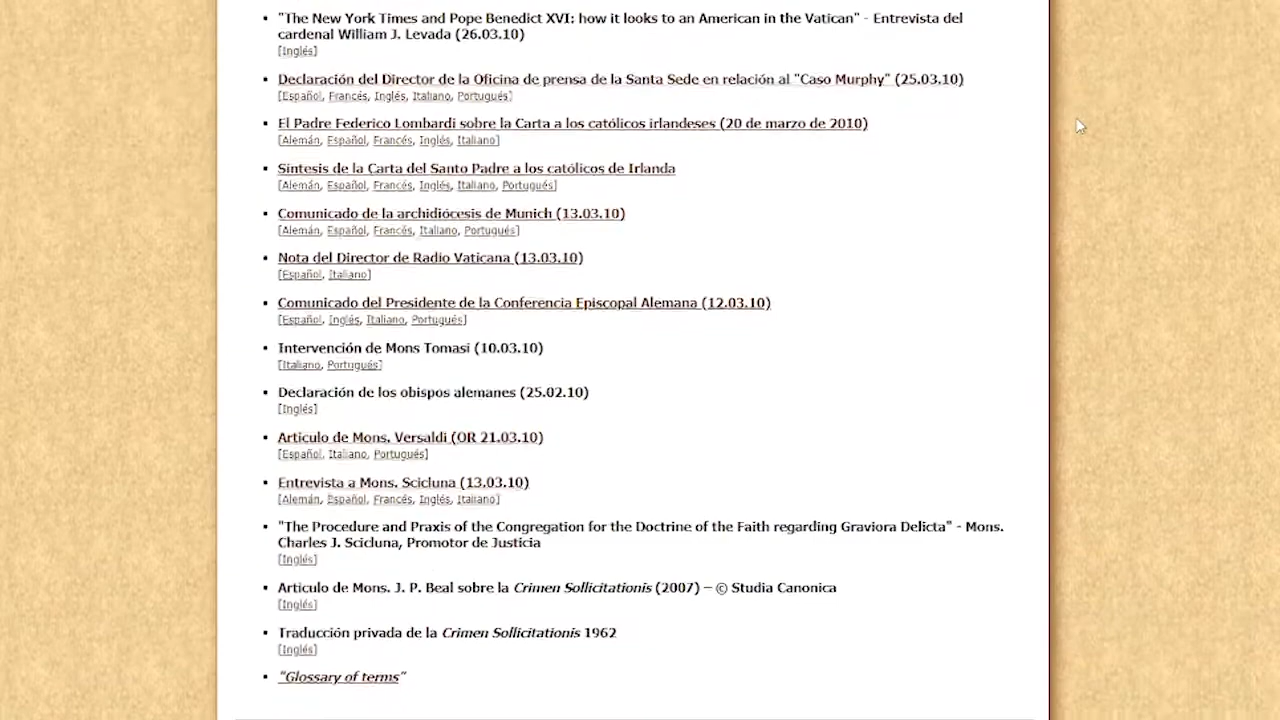 "The New York Times and Pope Benedict XVI: how it looks to an American in the Vatican" - Entrevista del
cardenal William J. Levada (26.03.10)
[Inglés]
Declaración del Director de la Oficina de prensa de la Santa Sede en relación al "Caso Murphy" (25.03.10)
[Español, Francés, Inglés, Italiano, Portugués]
El Padre Federico Lombardi sobre la Carta a los católicos irlandeses (20 de marzo de 2010)
[Alemán, Español, Francés, Inglés, Italiano]
Síntesis de la Carta del Santo Padre a los católicos de Irlanda
[Alemán, Español, Francés, Inglés, Italiano, Portugués]
Comunicado de la archidiócesis de Munich (13.03.10)
[Alemán, Español, Francés, Italiano, Portugués]
Nota del Director de Radio Vaticana (13.03.10)
[Español, Italiano]
Comunicado del Presidente de la Conferencia Episcopal Alemana (12.03.10)
[Español, Inglés, Italiano, Portugués]
Intervención de Mons Tomasi (10.03.10)
[Italiano, Portugués]
Declaración de los obispos alemanes (25.02.10)
[Inglés]
Articulo de Mons. Versaldi (OR 21.03.10)
[Español, Italiano, Portugués]
Entrevista a Mons. Scicluna (13.03.10)
[Alemán, Español, Francés, Inglés, Italiano]
"The Procedure and Praxis of the Congregation for the Doctrine of the Faith regarding Graviora Delicta" - Mons.
Charles J. Scicluna, Promotor de Justicia
[Inglés]
Articulo de Mons. J. P. Beal sobre la Crimen Sollicitationis (2007) – © Studia Canonica
[Inglés]
Traducción privada de la Crimen Sollicitationis 1962
[Inglés]
"Glossary of terms"